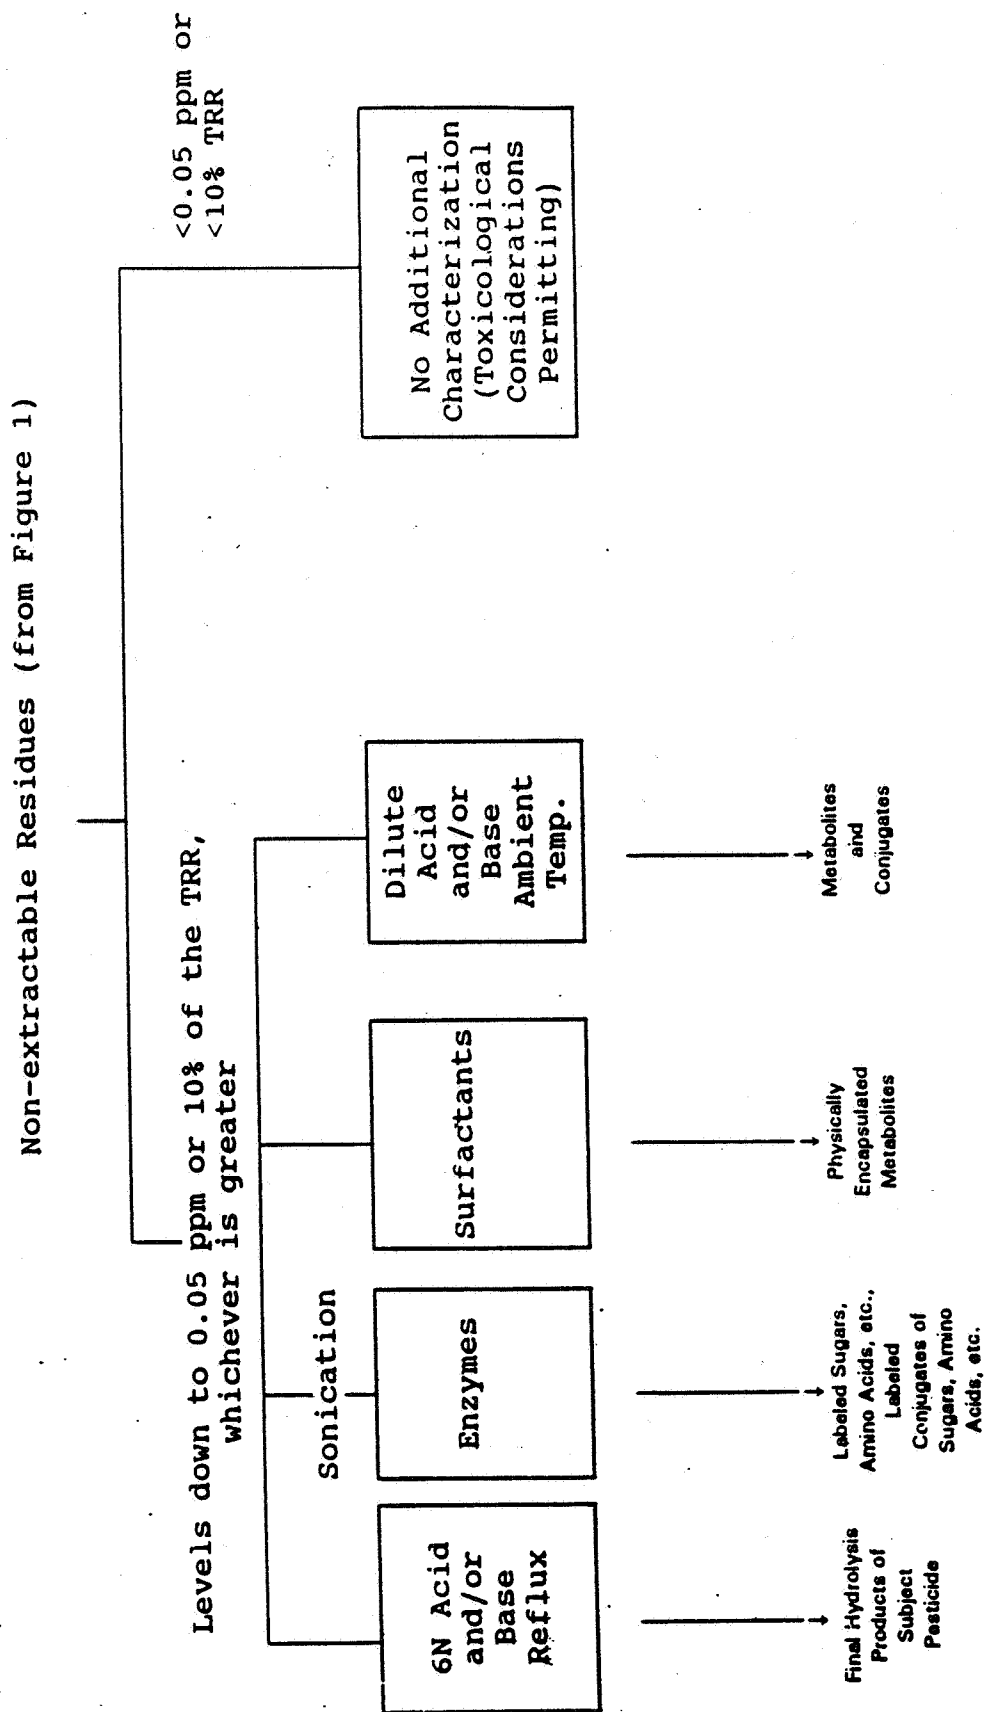 Non-extractable Residues (from Figure 1)
Levels down to 0.05 ppm or 10% of the TRR,
whichever is greater
<0.05 ppm or
<10% TRR
Sonication
6N Acid
and/or
Base
Reflux
Enzymes
Surfactants
Dilute
Acid
and/or
Base
Ambient
Temp.
No Additional
Characterization
(Toxicological
Considerations
Permitting)
Final Hydrolysis
Products of
Subject
Pesticide
Labeled Sugars,
Amino Acids, etc.,
Labeled
Conjugates of
Sugars, Amino
Acids, etc.
Physically
Encapsulated
Metabolites
Metabolites
and
Conjugates